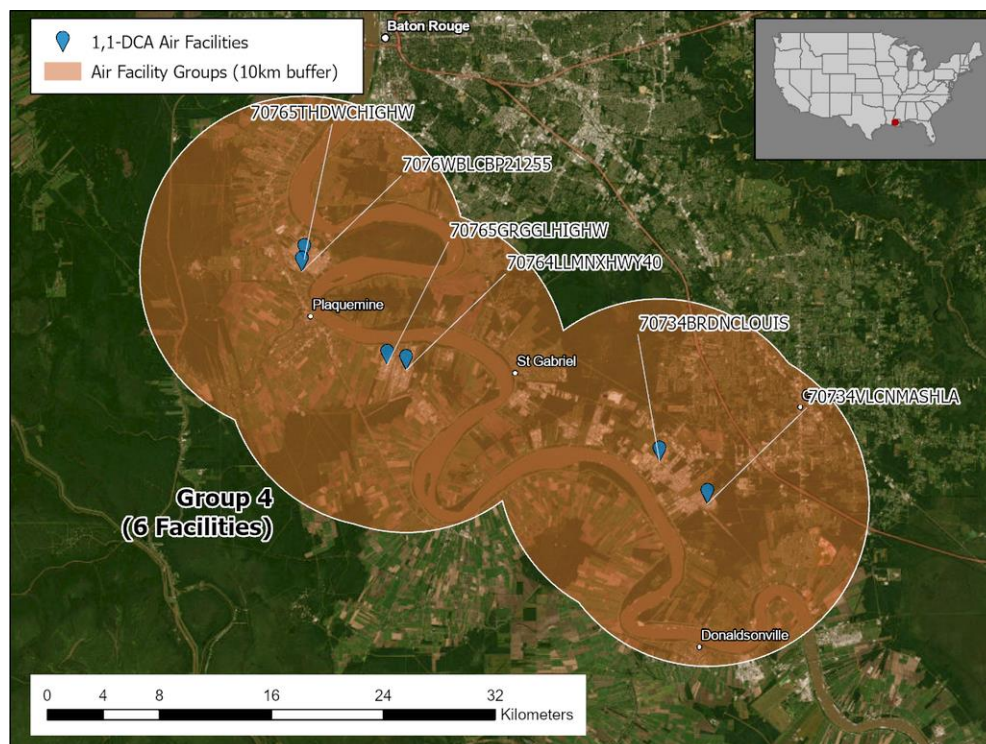 Baton Rouge
1,1-DCA Air Facilities
Air Facility Groups (10km buffer)
70765THDWCHIGHW
7076WBLCBP21255
70765GRGGLHIGHW
70764LLMNXHWY40
Plaquemine
70734BRDNCLOUIS
St Gabriel
70734VLCNMASHLA
Group 4
(6 Facilities)
Donaldsonville
0 4 8 16 24 32
Kilometers